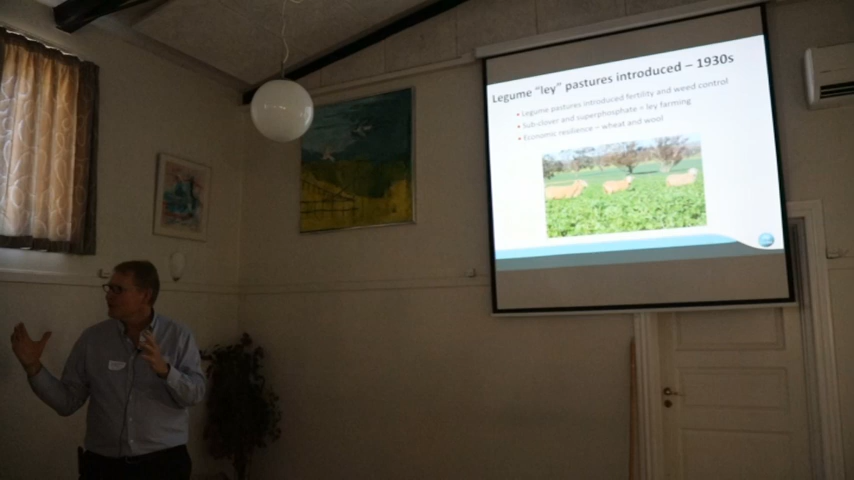 Legume "ley" pastures introduced – 1930s
• Legume pastures introduced fertility and weed control
• Sub-clover and superphosphate = ley farming
• Economic resiliance – wheat and wool